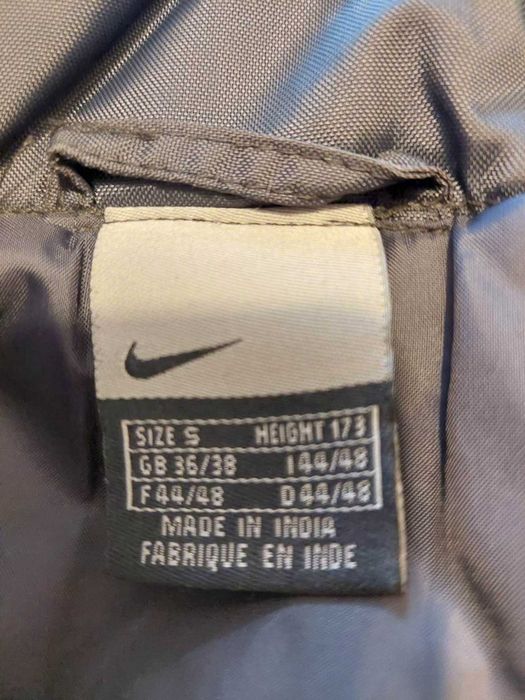 SIZE S HEIGHT 173
GB 36/38 I 44/48
F 44/48 D 44/48
MADE IN INDIA
FABRIQUE EN INDE